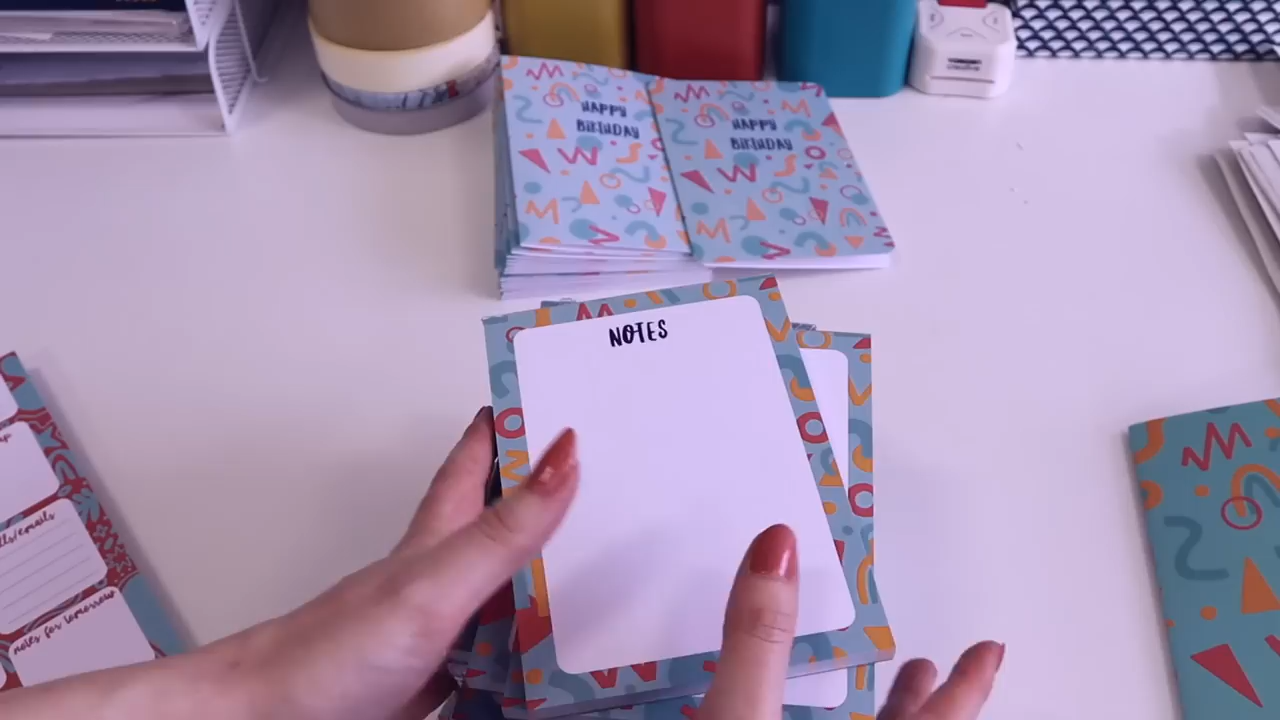 HAPPY
BIRTHDAY
HAPPY
BIRTHDAY
NOTES
notes for tomorrow